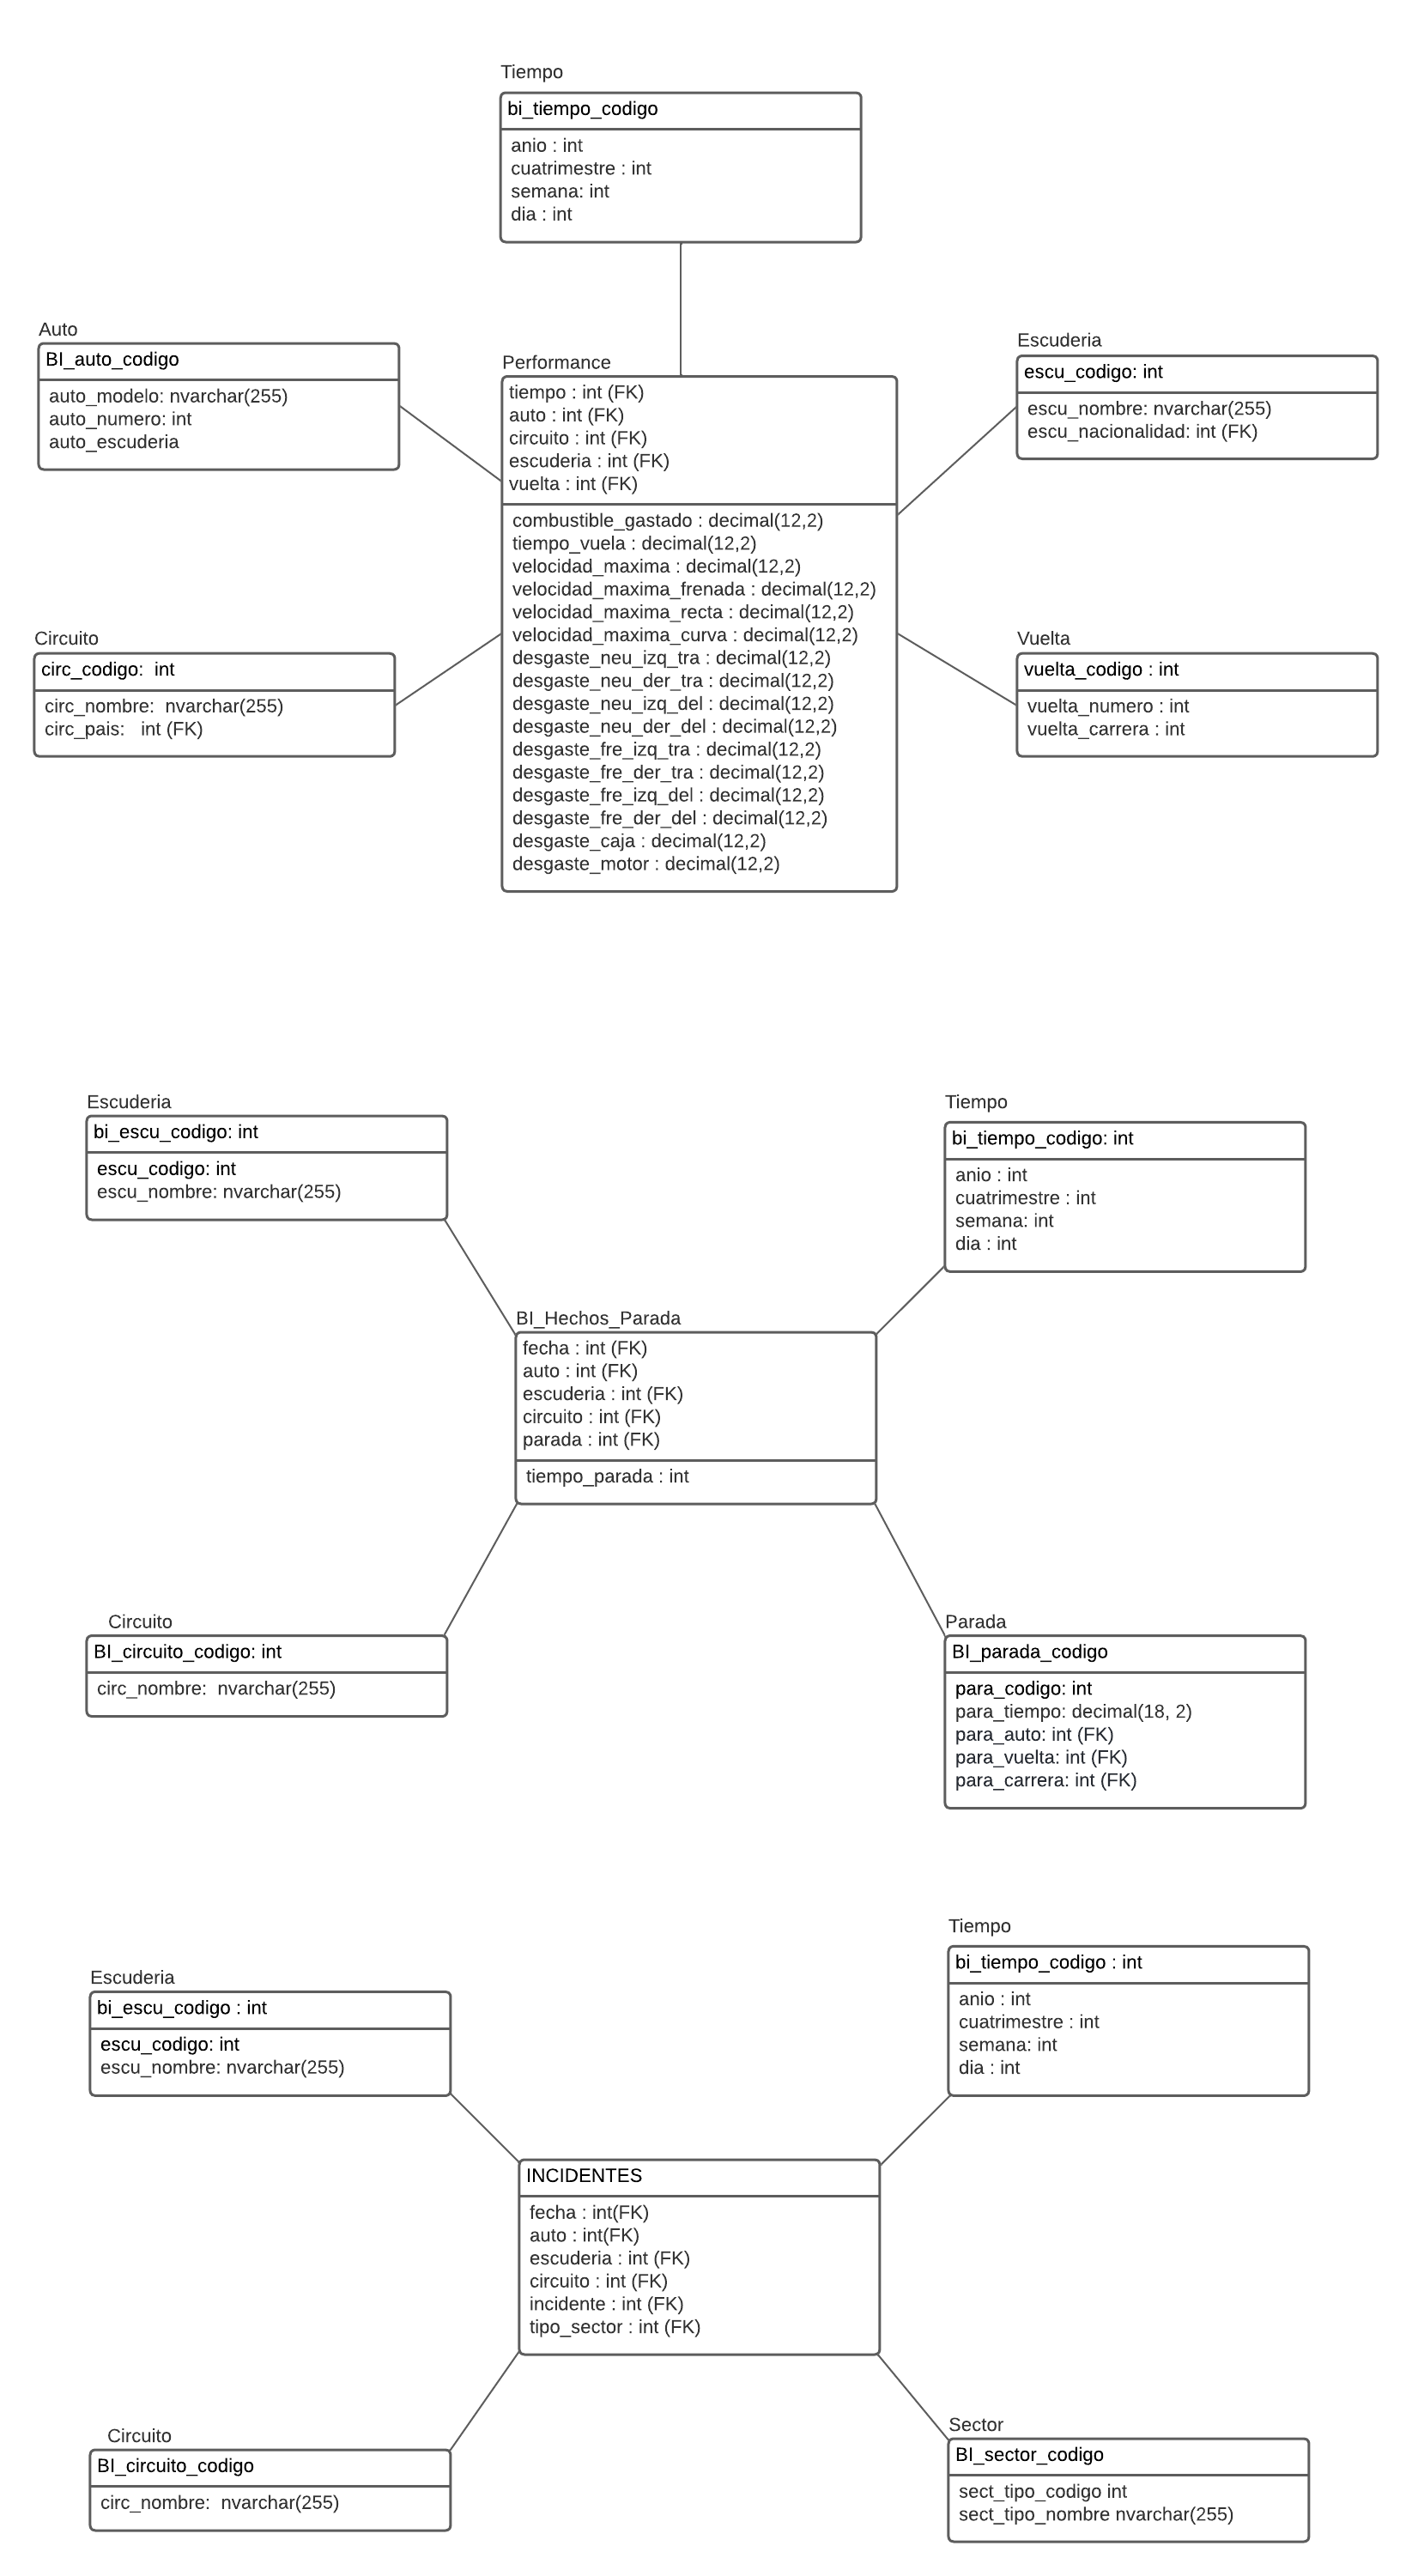 Tiempo
bi_tiempo_codigo
anio : int
cuatrimestre : int
semana: int
dia : int
Auto
BI_auto_codigo
auto_modelo: nvarchar(255)
auto_numero: int
auto_escuderia
Escuderia
escu_codigo: int
escu_nombre: nvarchar(255)
escu_nacionalidad: int (FK)
Performance
tiempo : int (FK)
auto : int (FK)
circuito : int (FK)
escuderia : int (FK)
vuelta : int (FK)
combustible_gastado : decimal(12,2)
tiempo_vuela : decimal(12,2)
velocidad_maxima : decimal(12,2)
velocidad_maxima_frenada : decimal(12,2)
velocidad_maxima_recta : decimal(12,2)
velocidad_maxima_curva : decimal(12,2)
desgaste_neu_izq_tra : decimal(12,2)
desgaste_neu_der_tra : decimal(12,2)
desgaste_neu_izq_del : decimal(12,2)
desgaste_neu_der_del : decimal(12,2)
desgaste_fre_izq_tra : decimal(12,2)
desgaste_fre_der_tra : decimal(12,2)
desgaste_fre_izq_del : decimal(12,2)
desgaste_fre_der_del : decimal(12,2)
desgaste_caja : decimal(12,2)
desgaste_motor : decimal(12,2)
Circuito
circ_codigo:  int
circ_nombre:  nvarchar(255)
circ_pais:   int (FK)
Vuelta
vuelta_codigo : int
vuelta_numero : int
vuelta_carrera : int
Escuderia
bi_escu_codigo: int
escu_codigo: int
escu_nombre: nvarchar(255)
Tiempo
bi_tiempo_codigo: int
anio : int
cuatrimestre : int
semana: int
dia : int
BI_Hechos_Parada
fecha : int (FK)
auto : int (FK)
escuderia : int (FK)
circuito : int (FK)
parada : int (FK)
tiempo_parada : int
Circuito
BI_circuito_codigo: int
circ_nombre:  nvarchar(255)
Parada
BI_parada_codigo
para_codigo: int
para_tiempo: decimal(18, 2)
para_auto: int (FK)
para_vuelta: int (FK)
para_carrera: int (FK)
Escuderia
bi_escu_codigo : int
escu_codigo: int
escu_nombre: nvarchar(255)
Tiempo
bi_tiempo_codigo : int
anio : int
cuatrimestre : int
semana: int
dia : int
INCIDENTES
fecha : int(FK)
auto : int(FK)
escuderia : int (FK)
circuito : int (FK)
incidente : int (FK)
tipo_sector : int (FK)
Circuito
BI_circuito_codigo
circ_nombre:  nvarchar(255)
Sector
BI_sector_codigo
sect_tipo_codigo int
sect_tipo_nombre nvarchar(255)